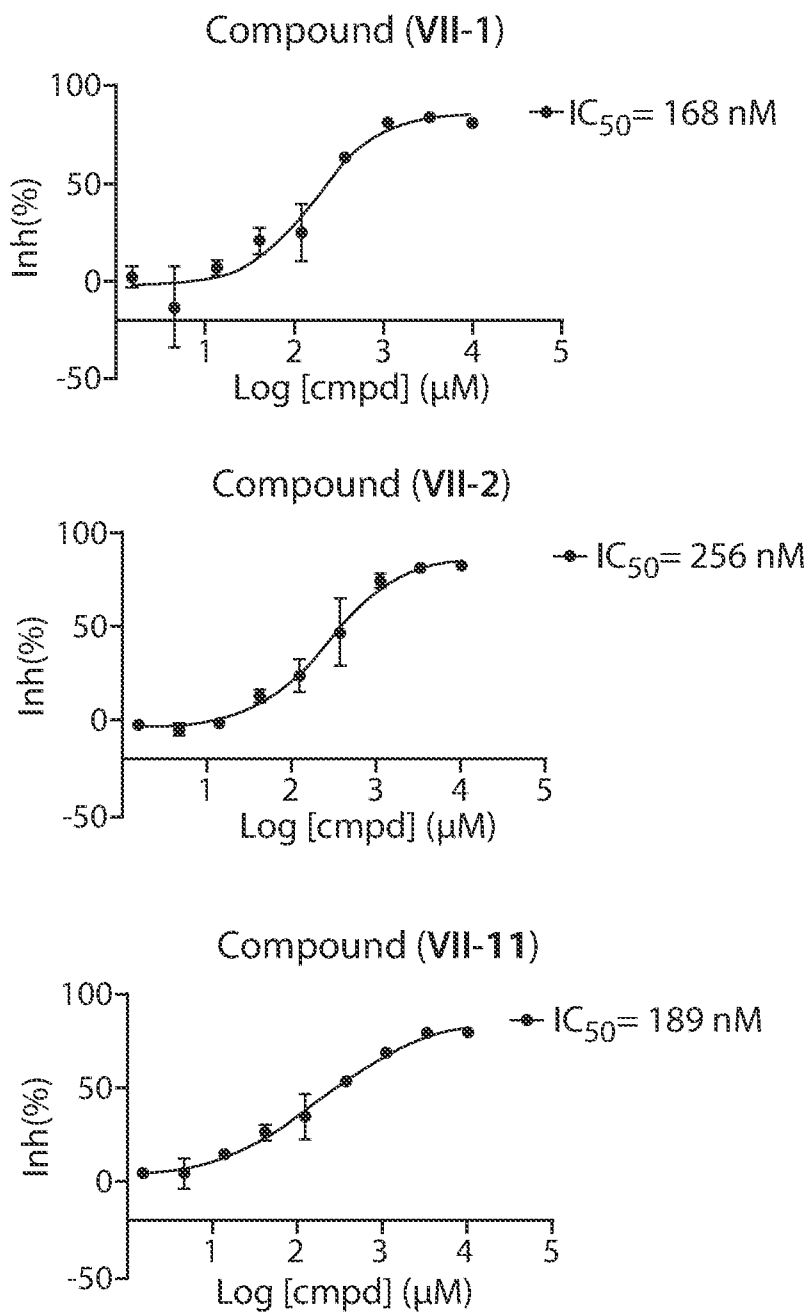 Compound (VII-1)
100
50
0
-50
Inh(%)
IC50= 168 nM
1 2 3 4 5
Log [cmpd] (µM)
Compound (VII-2)
100
50
0
-50
Inh(%)
IC50= 256 nM
1 2 3 4 5
Log [cmpd] (µM)
Compound (VII-11)
100
50
0
-50
Inh(%)
IC50= 189 nM
1 2 3 4 5
Log [cmpd] (µM)